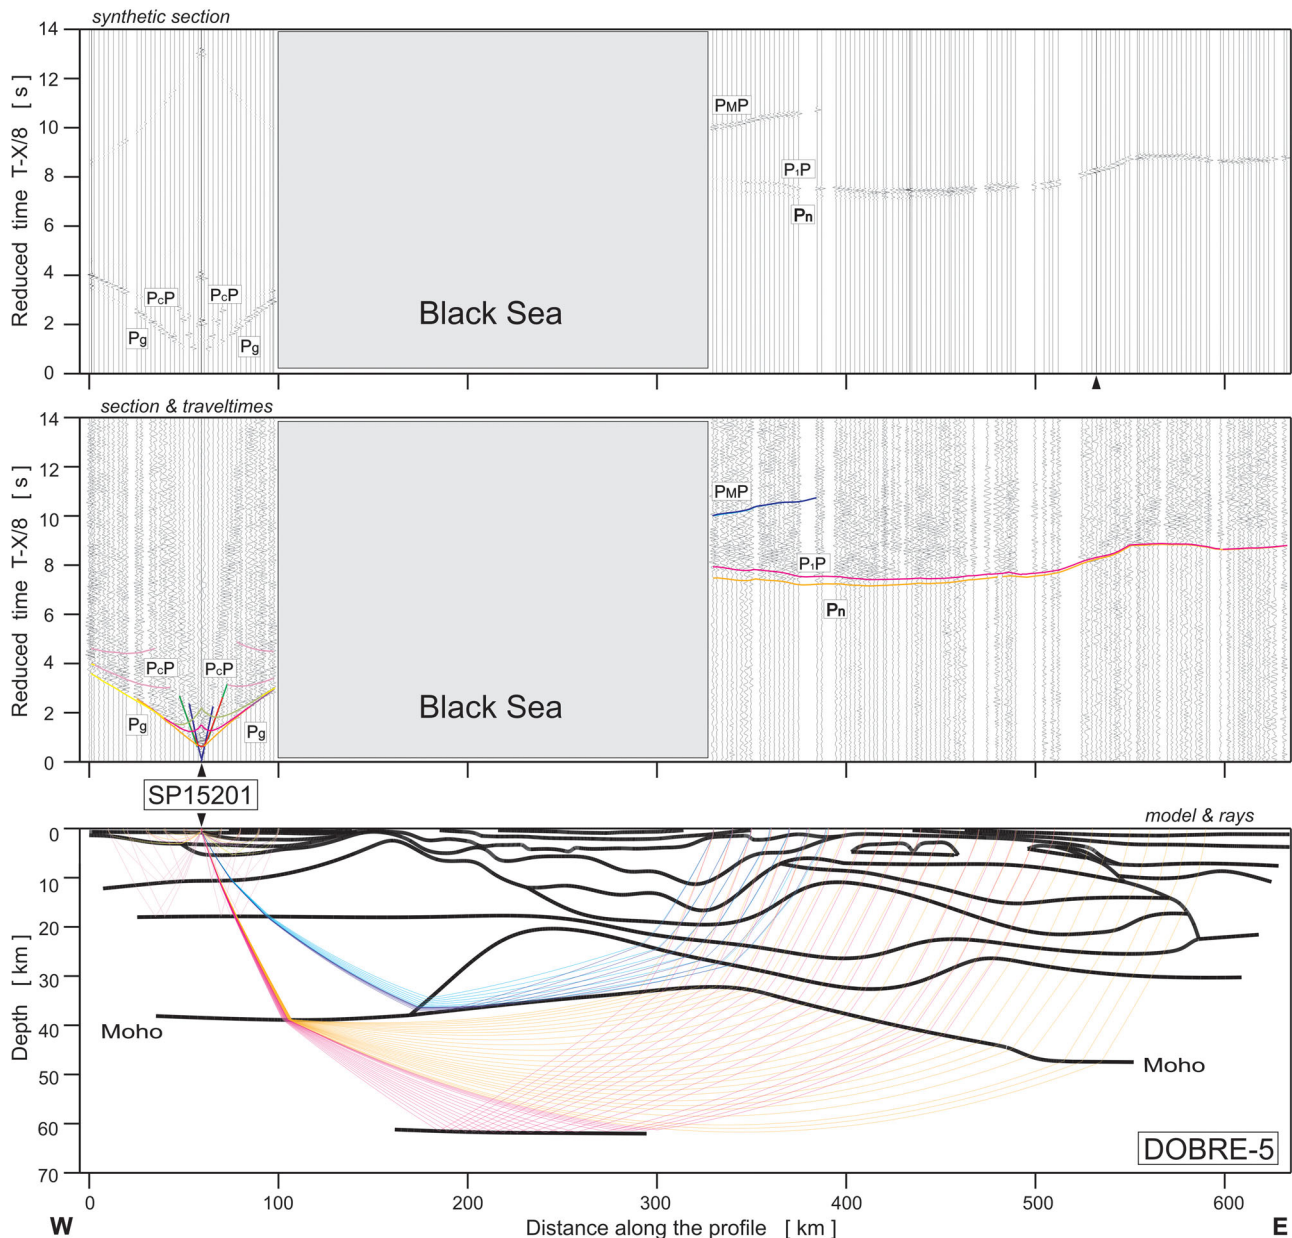 synthetic section
14
12
10
8
6
4
2
0
Reduced time T-X/8 [ s ]
PMP
P1P
Pn
PcP
PcP
Pg
Pg
Black Sea
section & traveltimes
14
12
10
8
6
4
2
0
Reduced time T-X/8 [ s ]
PMP
P1P
Pn
PcP
PcP
Pg
Pg
Black Sea
SP15201
model & rays
0
10
20
30
40
50
60
70
Depth [ km ]
Moho
Moho
DOBRE-5
0 100 200 300 400 500 600
W Distance along the profile [ km ] E